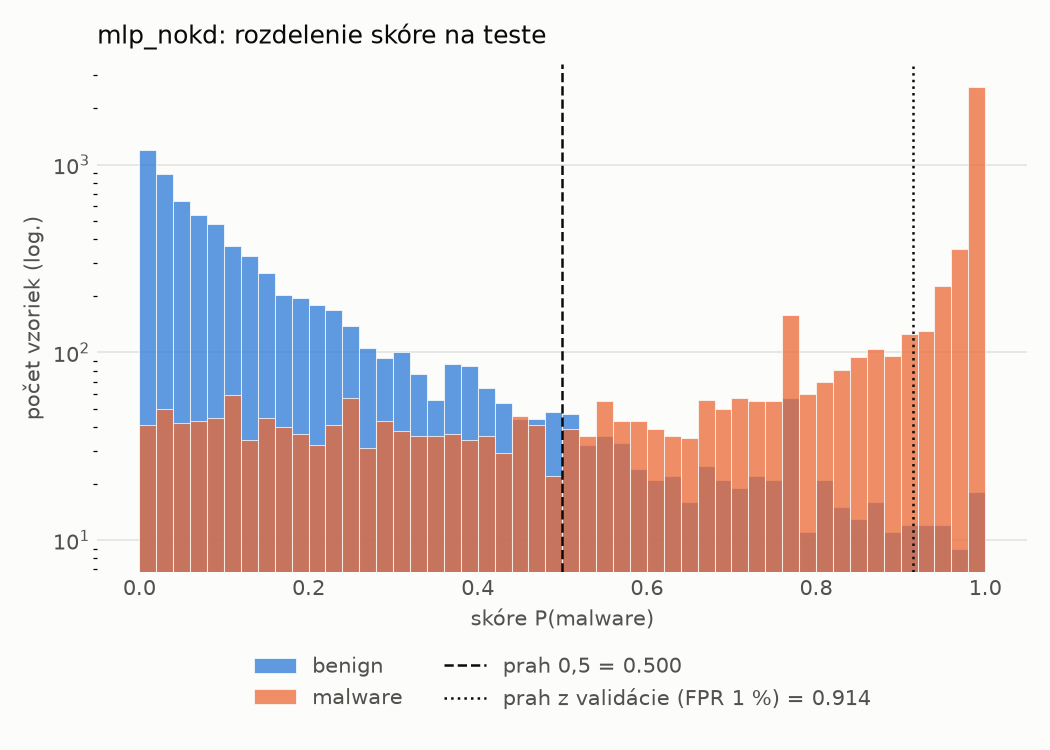 mlp_nokd: rozdelenie skóre na teste
počet vzoriek (log.)
10³
10²
10¹
0.0 0.2 0.4 0.6 0.8 1.0
skóre P(malware)
benign
malware
prah 0,5 = 0.500
prah z validácie (FPR 1 %) = 0.914